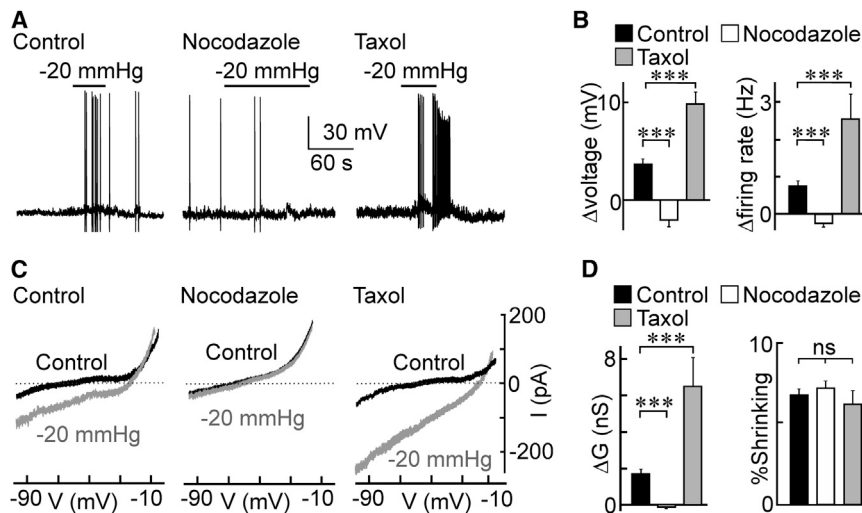 A
Control Nocodazole Taxol
-20 mmHg -20 mmHg -20 mmHg
30 mV
60 s
B
Control Nocodazole
Taxol
Δvoltage (mV)
10
0
***
***
Δfiring rate (Hz)
3
0
***
***
C
Control Nocodazole Taxol
Control Control Control
-20 mmHg -20 mmHg -20 mmHg
200
0
-200
I (pA)
-90 V (mV) -10 -90 V (mV) -10 -90 V (mV) -10
D
Control Nocodazole
Taxol
ΔG (nS)
8
4
0
***
***
%Shrinking
10
5
0
ns